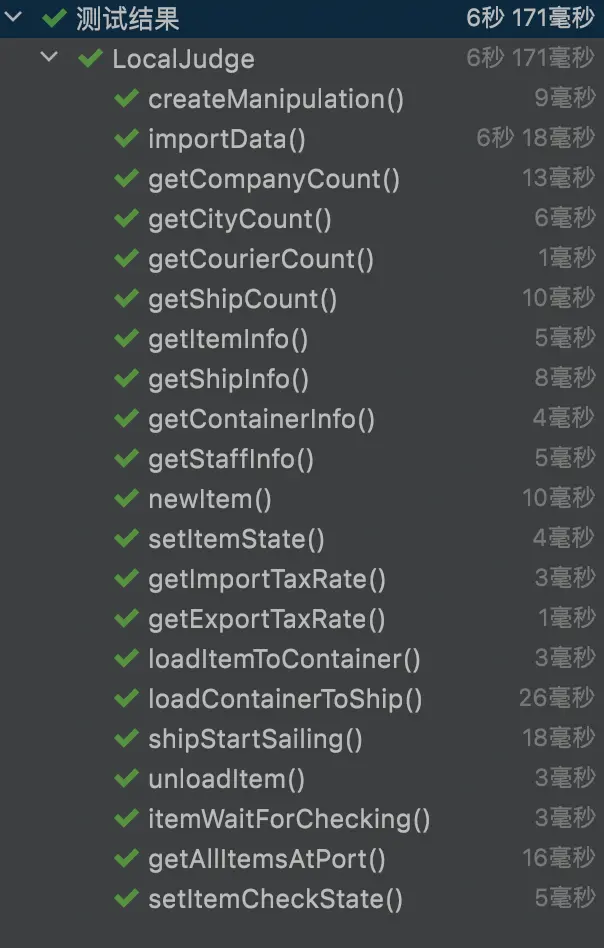 测试结果 6秒 171毫秒
LocalJudge 6秒 171毫秒
createManipulation() 9毫秒
importData() 6秒 18毫秒
getCompanyCount() 13毫秒
getCityCount() 6毫秒
getCourierCount() 1毫秒
getShipCount() 10毫秒
getItemInfo() 5毫秒
getShipInfo() 8毫秒
getContainerInfo() 4毫秒
getStaffInfo() 5毫秒
newItem() 10毫秒
setItemState() 4毫秒
getImportTaxRate() 3毫秒
getExportTaxRate() 1毫秒
loadItemToContainer() 3毫秒
loadContainerToShip() 26毫秒
shipStartSailing() 18毫秒
unloadItem() 3毫秒
itemWaitForChecking() 3毫秒
getAllItemsAtPort() 16毫秒
setItemCheckState() 5毫秒